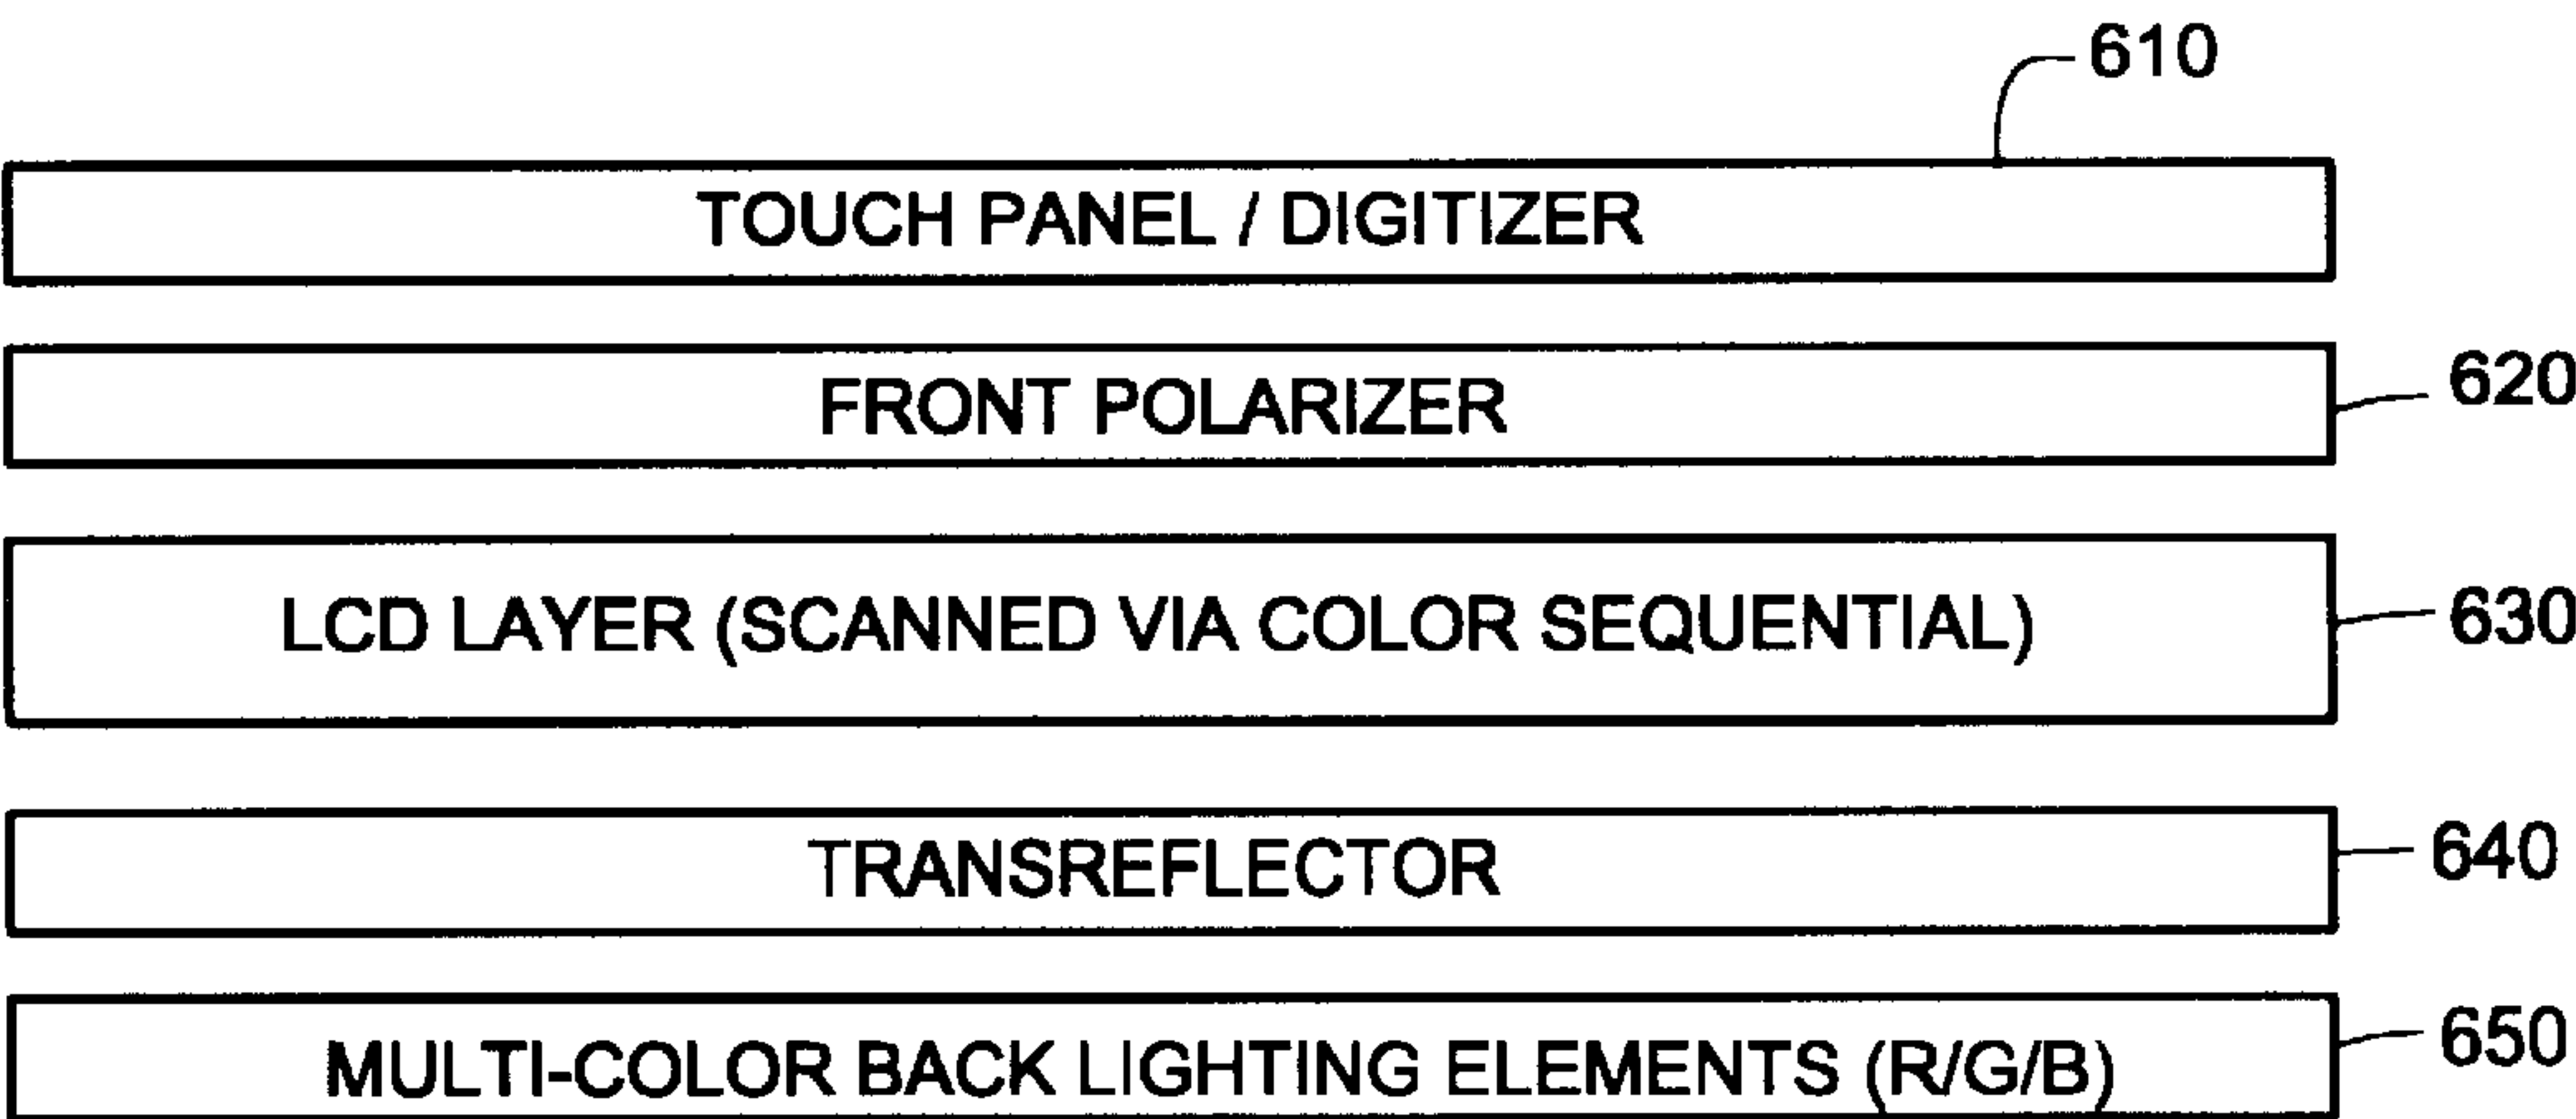 610
TOUCH PANEL / DIGITIZER
FRONT POLARIZER
620
LCD LAYER (SCANNED VIA COLOR SEQUENTIAL)
630
TRANSREFLECTOR
640
MULTI-COLOR BACK LIGHTING ELEMENTS (R/G/B)
650